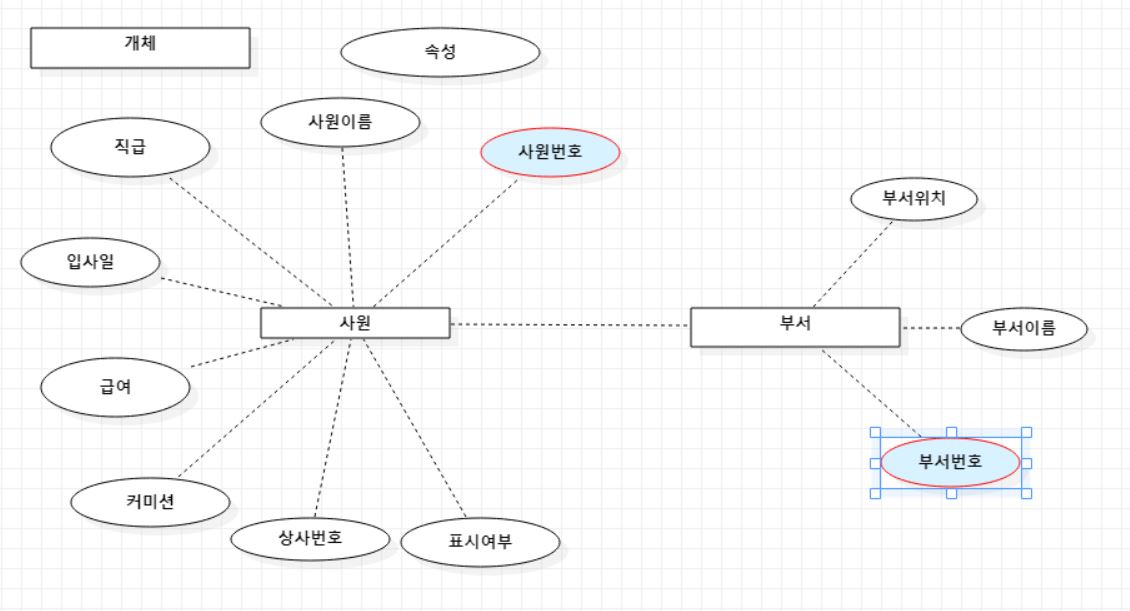 개체
속성
사원이름
직급
사원번호
부서위치
입사일
사원
부서
부서이름
급여
부서번호
커미션
상사번호
표시여부